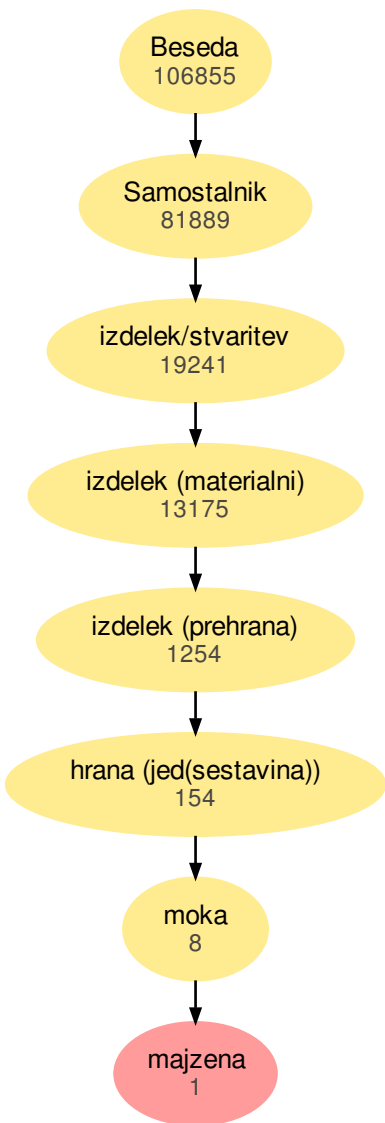 Beseda
106855
Samostalnik
81889
izdelek/stvaritev
19241
izdelek (materialni)
13175
izdelek (prehrana)
1254
hrana (jed(sestavina))
154
moka
8
majzena
1